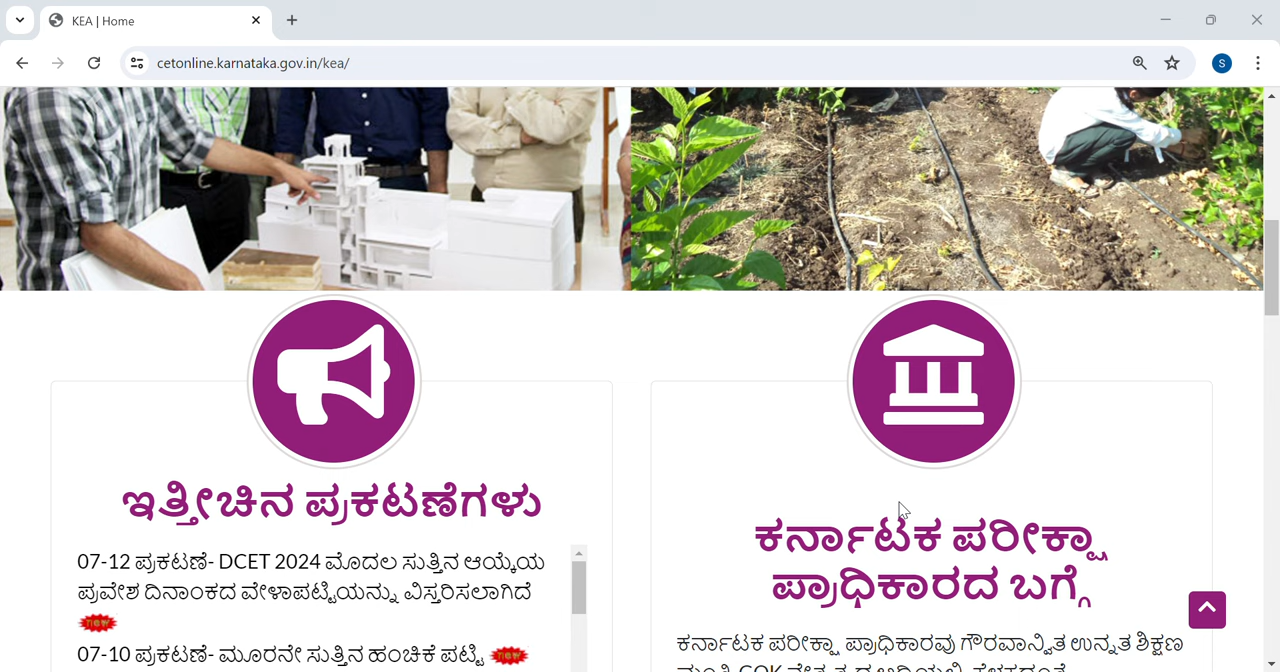 KEA | Home
cetonline.karnataka.gov.in/kea/
S
ಇತ್ತೀಚಿನ ಪ್ರಕಟಣೆಗಳು
07-12 ಪ್ರಕಟಣೆ- DCET 2024 ಮೊದಲ ಸುತ್ತಿನ ಆಯ್ಕೆಯ
ಪ್ರವೇಶ ದಿನಾಂಕದ ವೇಳಾಪಟ್ಟಿಯನ್ನು ವಿಸ್ತರಿಸಲಾಗಿದೆ
new
07-10 ಪ್ರಕಟಣೆ- ಮೂರನೇ ಸುತ್ತಿನ ಹಂಚಿಕೆ ಪಟ್ಟಿ new
ಕರ್ನಾಟಕ ಪರೀಕ್ಷಾ
ಪ್ರಾಧಿಕಾರದ ಬಗ್ಗೆ
ಕರ್ನಾಟಕ ಪರೀಕ್ಷಾ ಪ್ರಾಧಿಕಾರವು ಗೌರವಾನ್ವಿತ ಉನ್ನತ ಶಿಕ್ಷಣ